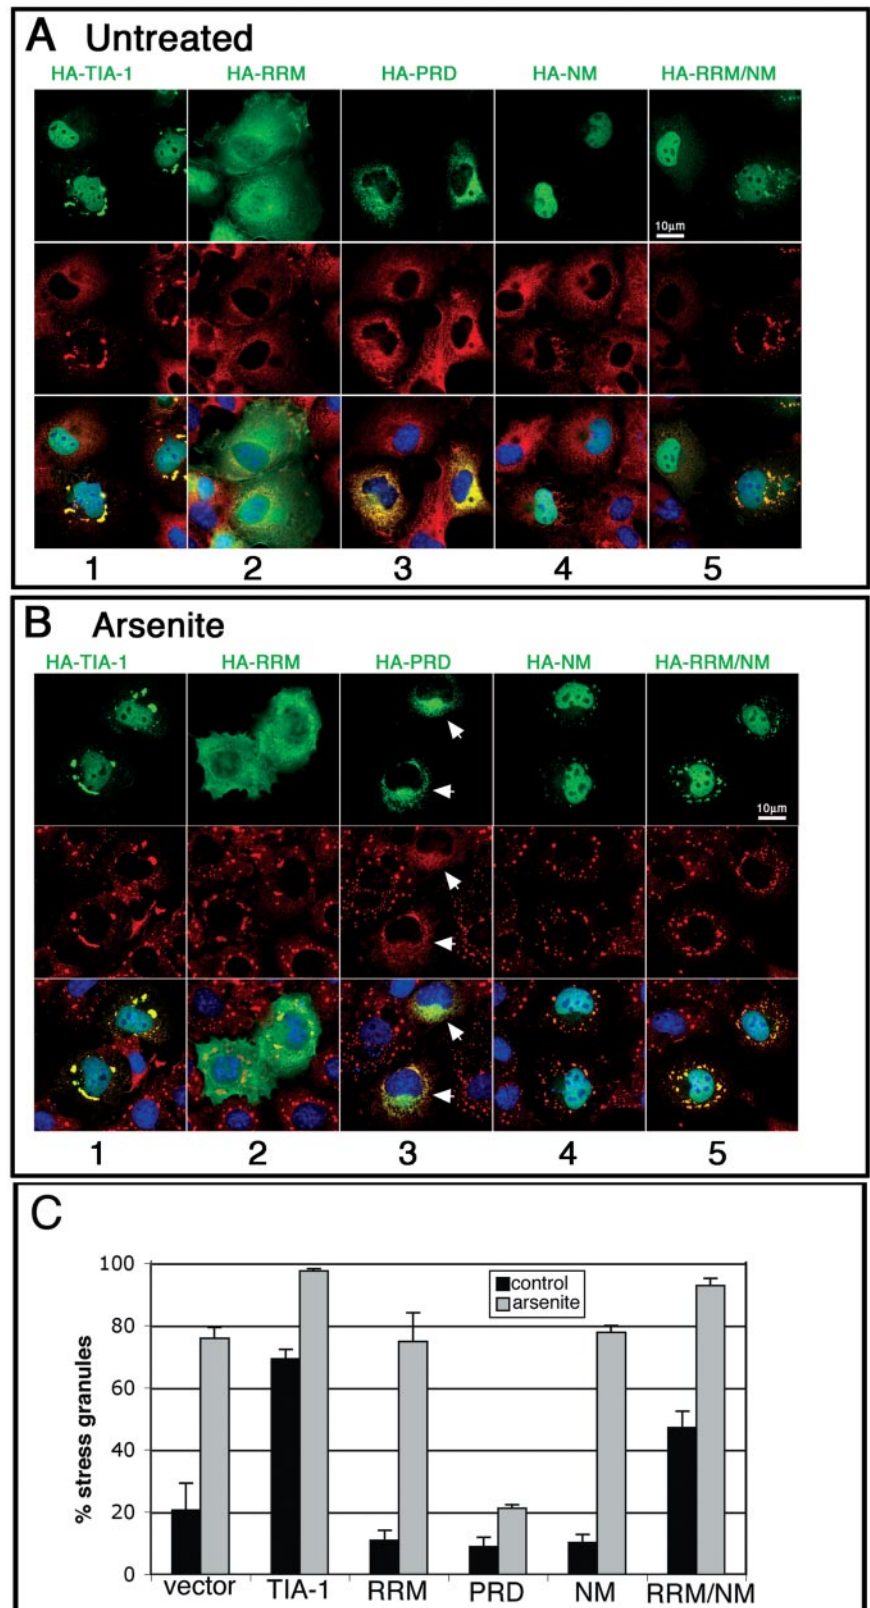 A Untreated
HA-TIA-1 HA-RRM HA-PRD HA-NM HA-RRM/NM
10μm
1 2 3 4 5
B Arsenite
HA-TIA-1 HA-RRM HA-PRD HA-NM HA-RRM/NM
10μm
1 2 3 4 5
C
% stress granules
100
80
60
40
20
0
control
arsenite
vector TIA-1 RRM PRD NM RRM/NM